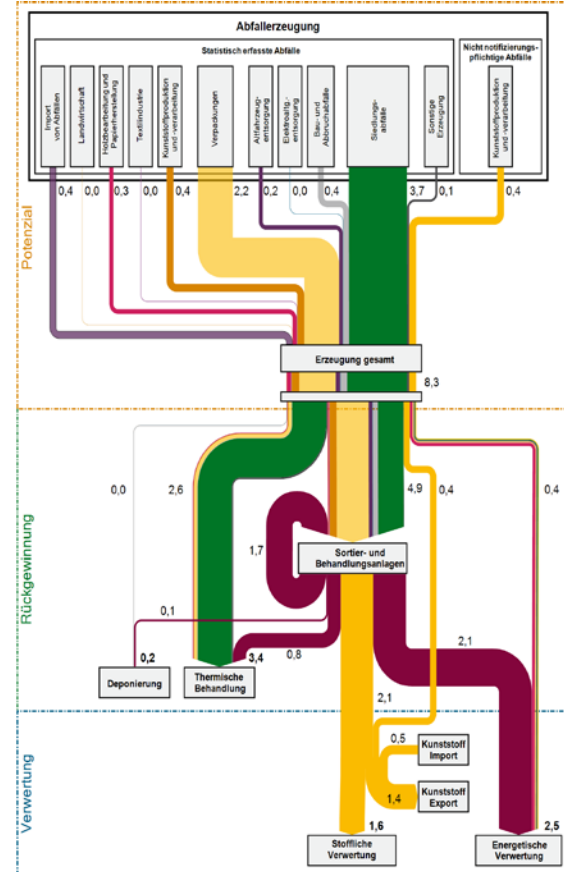 Abfallerzeugung
Statistisch erfasste Abfälle
Nicht notifizierungs-
pflichtige Abfälle
Import
von Abfällen
Landwirtschaft
Holzbearbeitung und
Papierherstellung
Textilindustrie
Kunststoffproduktion
und -verarbeitung
Verpackungen
Altfahrzeug-
entsorgung
Elektroaltg.-
entsorgung
Bau- und
Abbruchabfälle
Siedlungs-
abfälle
Sonstige
Erzeugung
Kunststoffproduktion
und -verarbeitung
0,4
0,0
0,3
0,0
0,4
2,2
0,2
0,0
0,4
3,7
0,1
0,4
Potenzial
Erzeugung gesamt
8,3
Rückgewinnung
0,0
2,6
4,9
0,4
0,4
1,7
Sortier- und
Behandlungsanlagen
0,1
0,8
2,1
0,2
3,4
Deponierung
Thermische
Behandlung
2,1
Verwertung
0,5
Kunststoff
Import
1,4
Kunststoff
Export
1,6
2,5
Stoffliche
Verwertung
Energetische
Verwertung